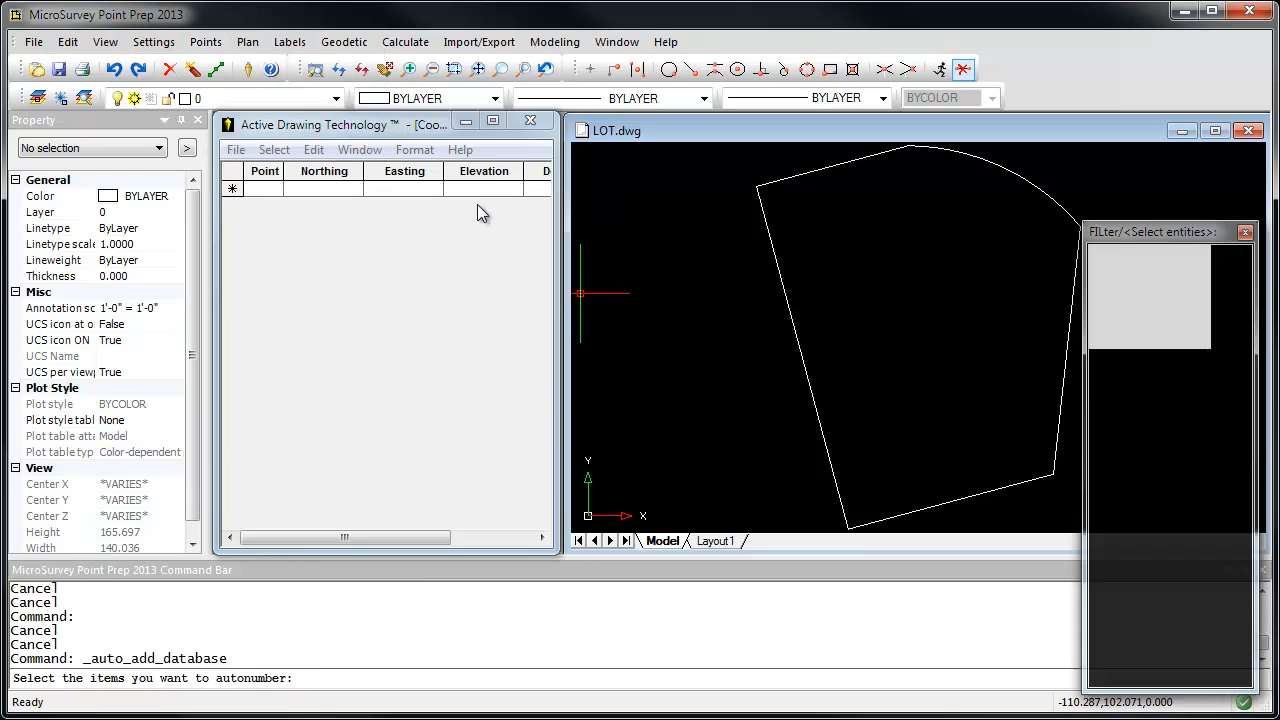 MicroSurvey Point Prep 2013
File Edit View Settings Points Plan Labels Geodetic Calculate Import/Export Modeling Window Help
0 BYLAYER BYLAYER BYLAYER BYCOLOR
Property
No selection >
General
Color BYLAYER
Layer 0
Linetype ByLayer
Linetype scale 1.0000
Lineweight ByLayer
Thickness 0.000
Misc
Annotation sc 1'-0" = 1'-0"
UCS icon at o False
UCS icon ON True
UCS Name
UCS per view True
Plot Style
Plot style BYCOLOR
Plot style tabl None
Plot table atta Model
Plot table typ Color-dependent
View
Center X *VARIES*
Center Y *VARIES*
Center Z *VARIES*
Height 165.697
Width 140.036
Active Drawing Technology ™ - [Coo...
File Select Edit Window Format Help
Point Northing Easting Elevation D
LOT.dwg
FILter/<Select entities>:
Y
X
Model Layout1
MicroSurvey Point Prep 2013 Command Bar
Cancel
Cancel
Command:
Cancel
Cancel
Command: _auto_add_database
Select the items you want to autonumber:
Ready -110.287,102.071,0.000